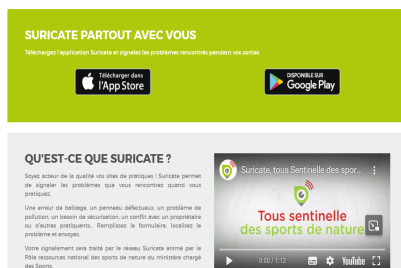 SURICATE PARTOUT AVEC VOUS
Téléchargez l'application Suricate et signalez les problèmes rencontrés pendant vos sorties
Télécharger dans
l'App Store
DISPONIBLE SUR
Google Play
QU'EST-CE QUE SURICATE ?
Soyez acteur de la qualité vos sites de pratiques ! Suricate permet
de signaler les problèmes que vous rencontrez quand vous
pratiquez.
Une erreur de balisage, un panneau défectueux, un problème de
pollution, un besoin de sécurisation, un conflit avec un propriétaire
ou d'autres pratiquants... Remplissez le formulaire, localisez le
problème et envoyez.
Votre signalement sera traité par le réseau Suricate animé par le
Pôle ressources national des sports de nature du ministère chargé
des Sports.
Suricate, tous Sentinelle des spor...
Tous sentinelle
des sports de nature
0:00 / 1:12
YouTube